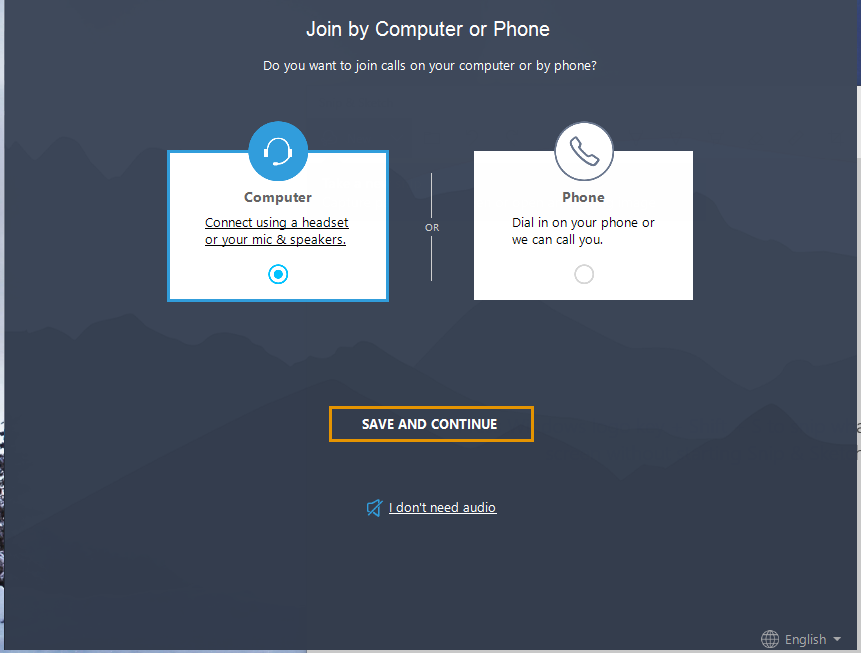 Join by Computer or Phone
Do you want to join calls on your computer or by phone?
Computer
Connect using a headset
or your mic & speakers.
OR
Phone
Dial in on your phone or
we can call you.
SAVE AND CONTINUE
I don't need audio
English